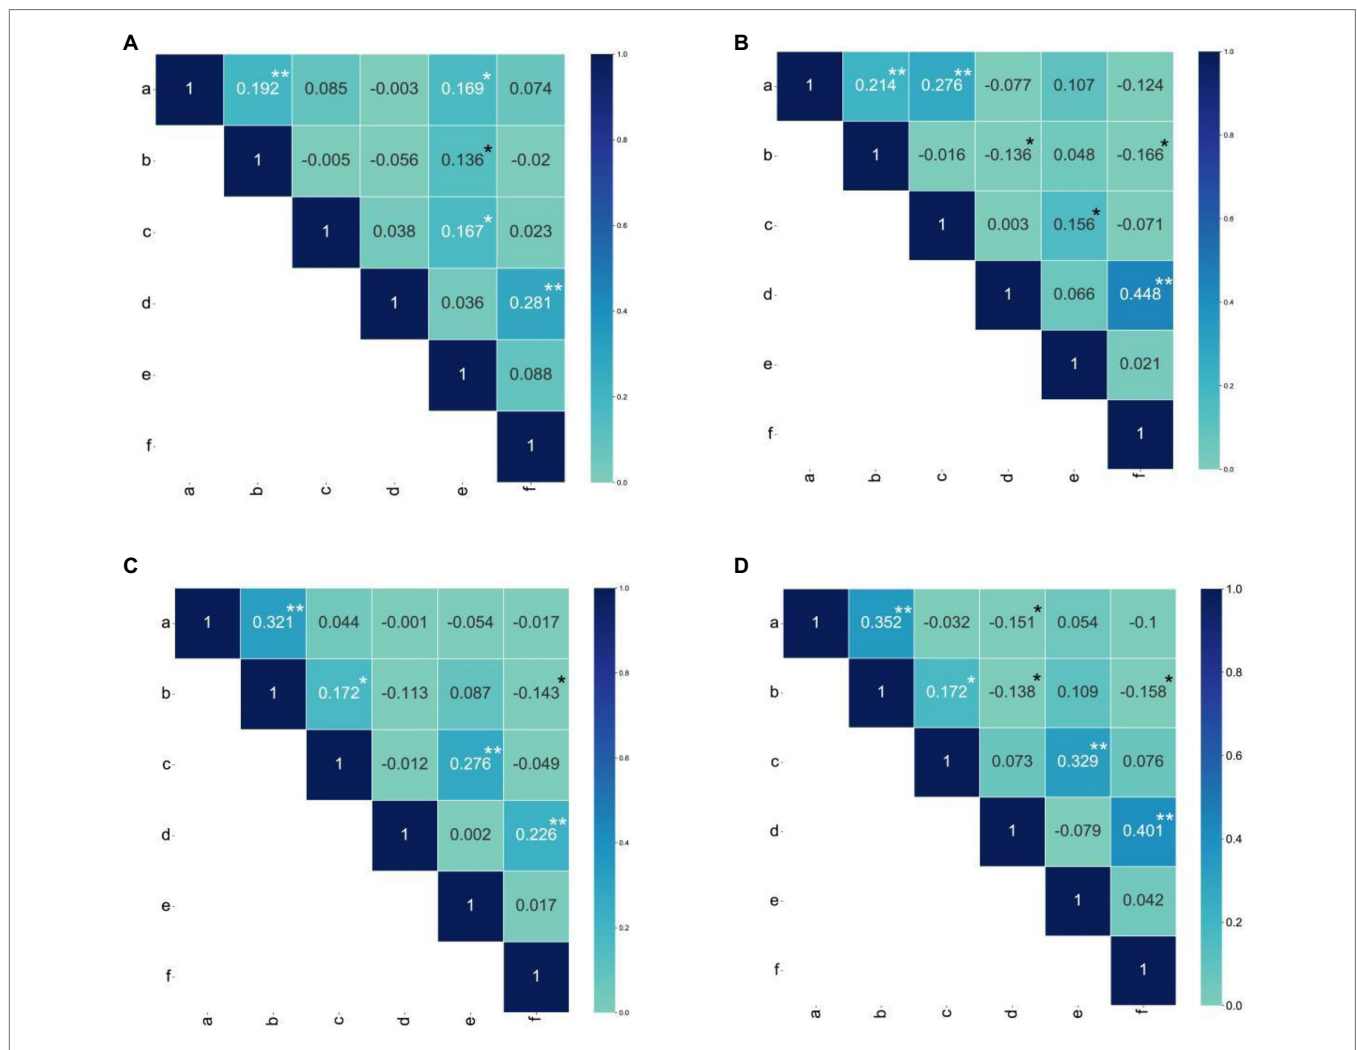 A
a 1 0.192** 0.085 -0.003 0.169* 0.074
b 1 -0.005 -0.056 0.136* -0.02
c 1 0.038 0.167* 0.023
d 1 0.036 0.281**
e 1 0.088
f 1
a b c d e f
1.0
0.8
0.6
0.4
0.2
0.0
B
a 1 0.214** 0.276** -0.077 0.107 -0.124
b 1 -0.016 -0.136* 0.048 -0.166*
c 1 0.003 0.156* -0.071
d 1 0.066 0.448**
e 1 0.021
f 1
a b c d e f
1.0
0.8
0.6
0.4
0.2
0.0
C
a 1 0.321** 0.044 -0.001 -0.054 -0.017
b 1 0.172* -0.113 0.087 -0.143*
c 1 -0.012 0.276** -0.049
d 1 0.002 0.226**
e 1 0.017
f 1
a b c d e f
1.0
0.8
0.6
0.4
0.2
0.0
D
a 1 0.352** -0.032 -0.151* 0.054 -0.1
b 1 0.172* -0.138* 0.109 -0.158*
c 1 0.073 0.329** 0.076
d 1 -0.079 0.401**
e 1 0.042
f 1
a b c d e f
1.0
0.8
0.6
0.4
0.2
0.0